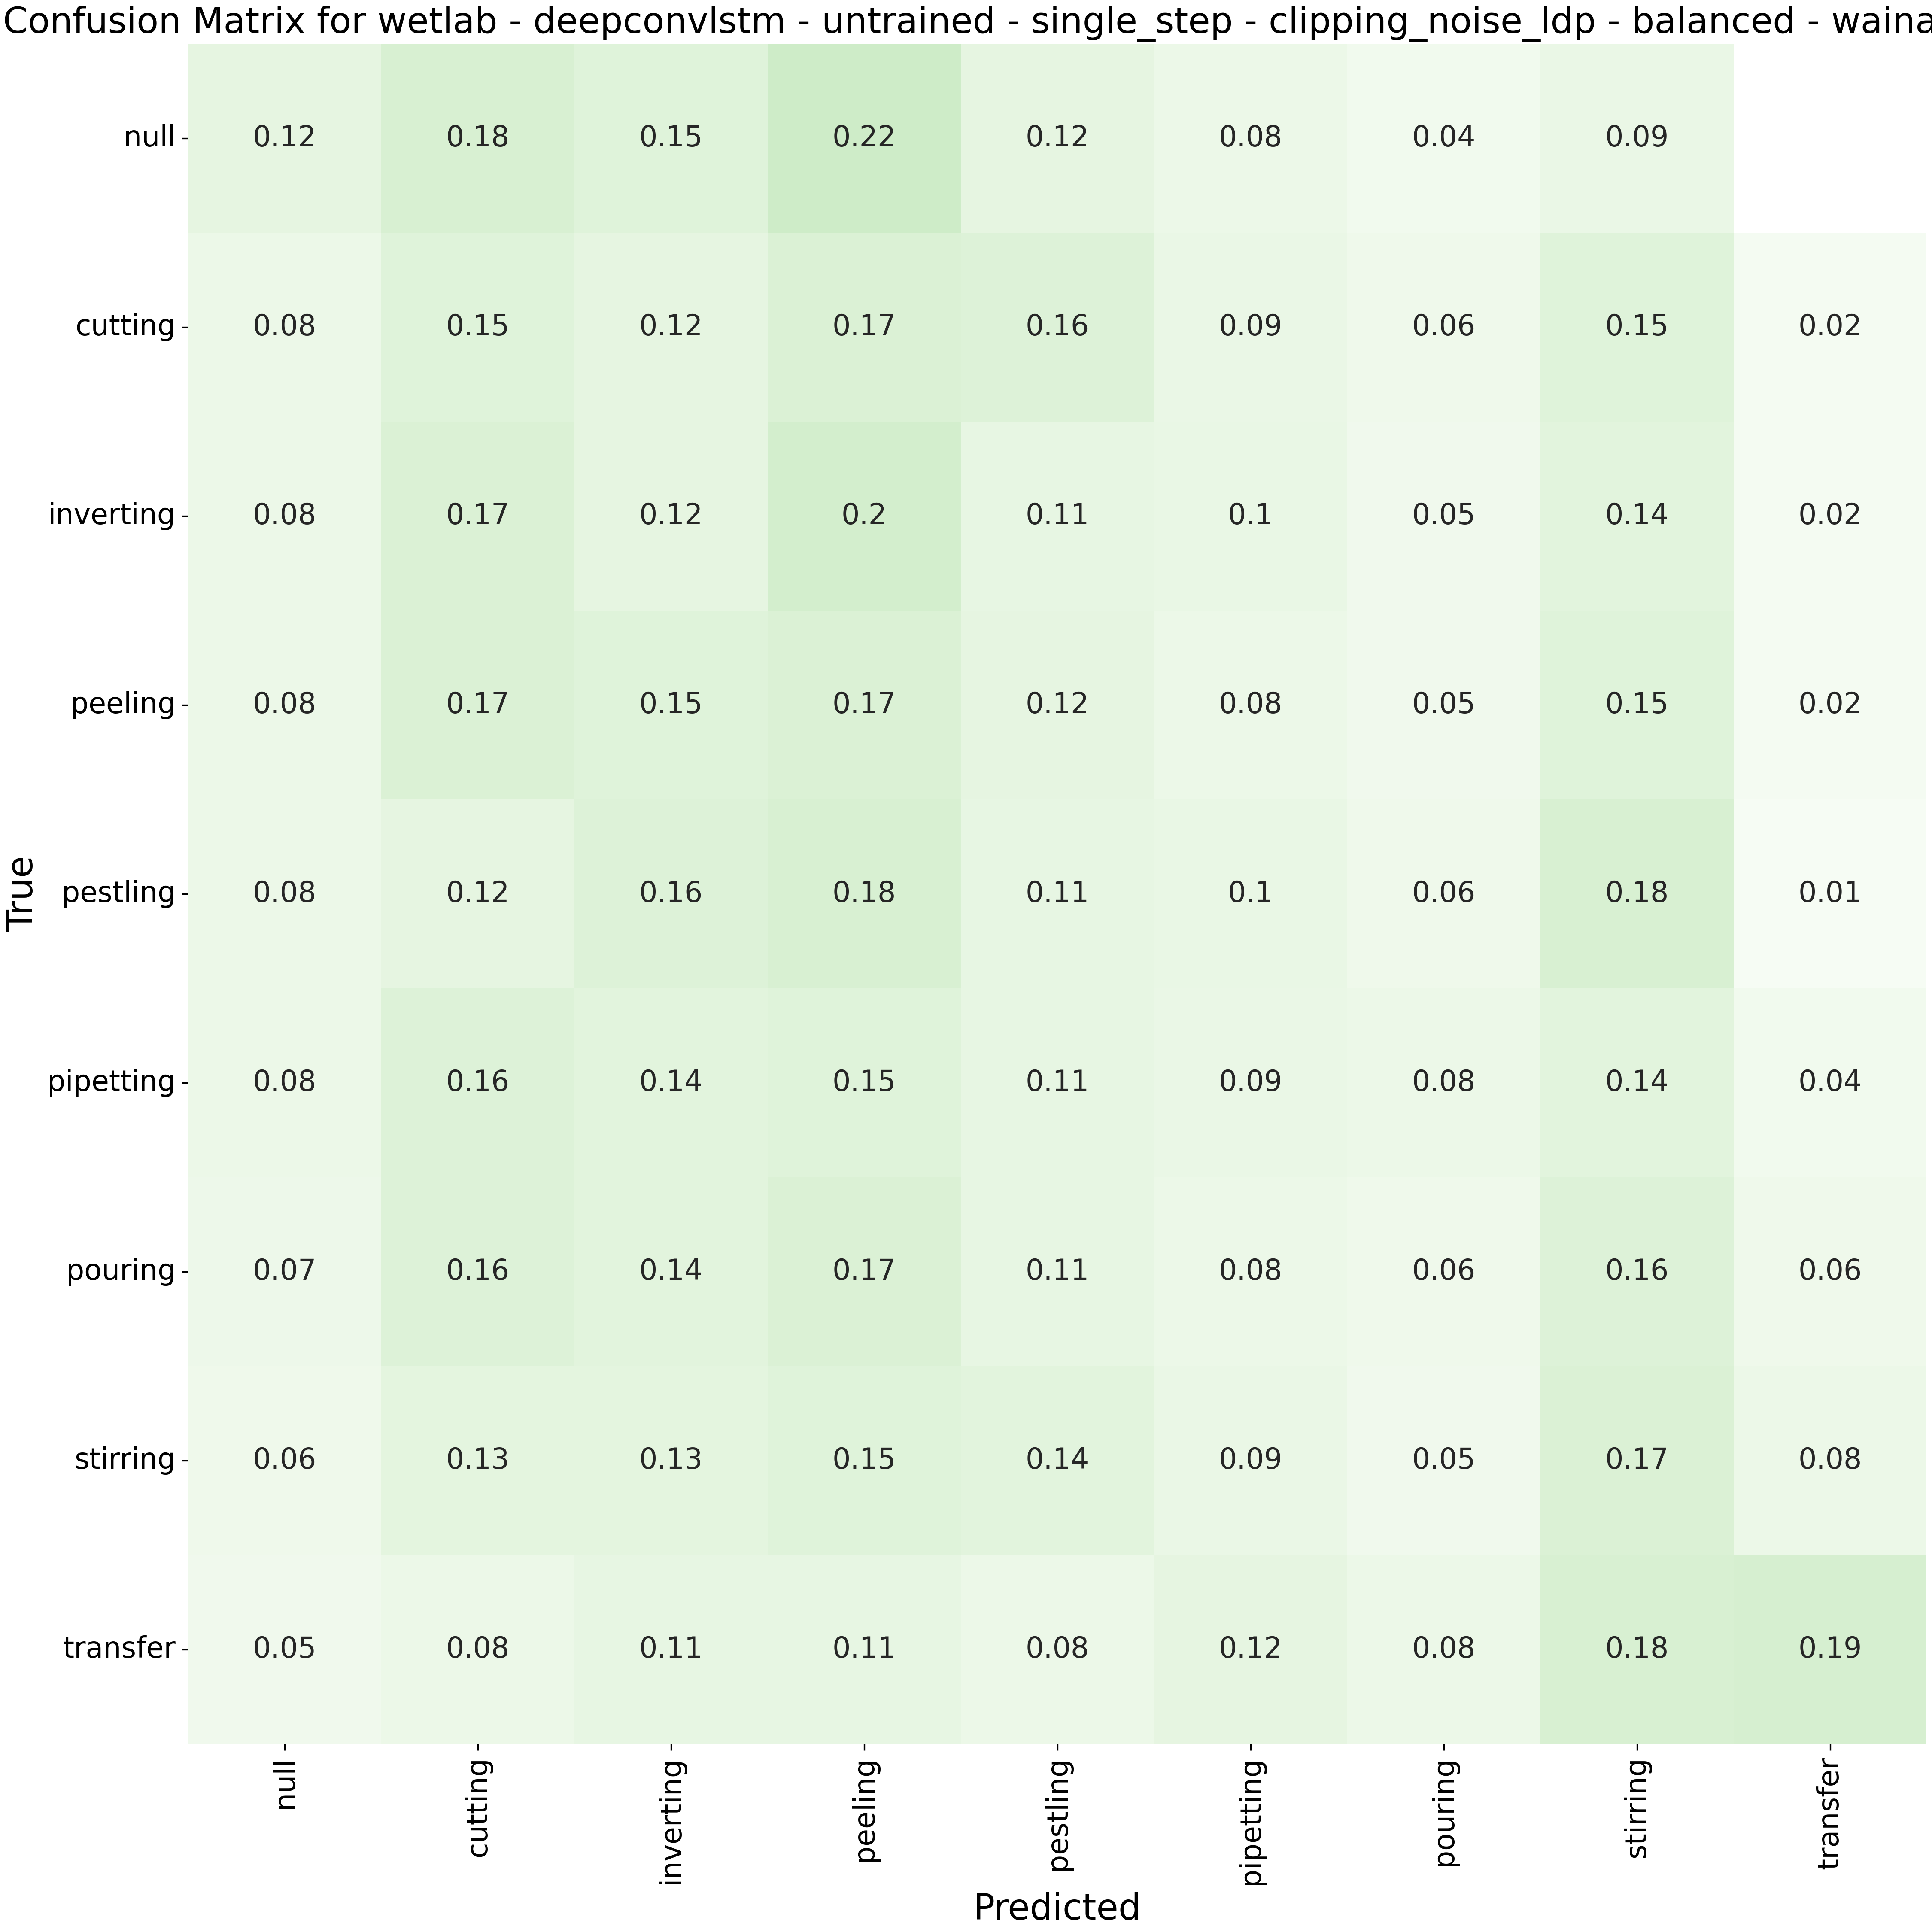 Confusion Matrix for wetlab - deepconvlstm - untrained - single_step - clipping_noise_ldp - balanced - waina
null 0.12 0.18 0.15 0.22 0.12 0.08 0.04 0.09
cutting 0.08 0.15 0.12 0.17 0.16 0.09 0.06 0.15 0.02
inverting 0.08 0.17 0.12 0.2 0.11 0.1 0.05 0.14 0.02
peeling 0.08 0.17 0.15 0.17 0.12 0.08 0.05 0.15 0.02
pestling 0.08 0.12 0.16 0.18 0.11 0.1 0.06 0.18 0.01
pipetting 0.08 0.16 0.14 0.15 0.11 0.09 0.08 0.14 0.04
pouring 0.07 0.16 0.14 0.17 0.11 0.08 0.06 0.16 0.06
stirring 0.06 0.13 0.13 0.15 0.14 0.09 0.05 0.17 0.08
transfer 0.05 0.08 0.11 0.11 0.08 0.12 0.08 0.18 0.19
True
null cutting inverting peeling pestling pipetting pouring stirring transfer
Predicted